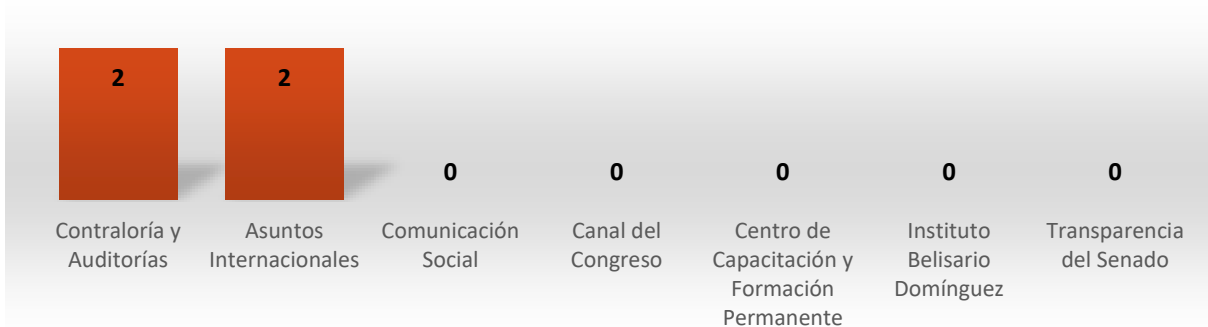 2
2
0
0
0
0
0
Contraloría y
Auditorías
Asuntos
Internacionales
Comunicación
Social
Canal del
Congreso
Centro de
Capacitación y
Formación
Permanente
Instituto
Belisario
Domínguez
Transparencia
del Senado